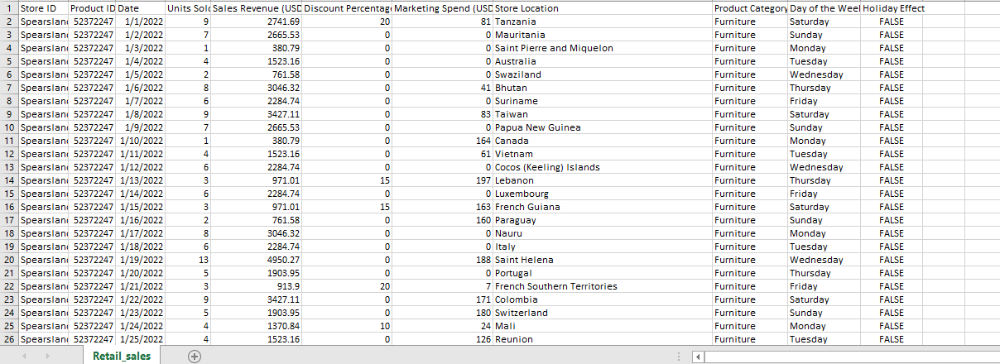 1 Store ID Product ID Date Units Solc Sales Revenue (USD Discount Percentage Marketing Spend (USD Store Location Product Category Day of the Weel Holiday Effect
2 Spearslan 52372247 1/1/2022 9 2741.69 20 81 Tanzania Furniture Saturday FALSE
3 Spearslan 52372247 1/2/2022 7 2665.53 0 0 Mauritania Furniture Sunday FALSE
4 Spearslan 52372247 1/3/2022 1 380.79 0 0 Saint Pierre and Miquelon Furniture Monday FALSE
5 Spearslan 52372247 1/4/2022 4 1523.16 0 0 Australia Furniture Tuesday FALSE
6 Spearslan 52372247 1/5/2022 2 761.58 0 0 Swaziland Furniture Wednesday FALSE
7 Spearslan 52372247 1/6/2022 8 3046.32 0 41 Bhutan Furniture Thursday FALSE
8 Spearslan 52372247 1/7/2022 6 2284.74 0 0 Suriname Furniture Friday FALSE
9 Spearslan 52372247 1/8/2022 9 3427.11 0 83 Taiwan Furniture Saturday FALSE
10 Spearslan 52372247 1/9/2022 7 2665.53 0 0 Papua New Guinea Furniture Sunday FALSE
11 Spearslan 52372247 1/10/2022 1 380.79 0 164 Canada Furniture Monday FALSE
12 Spearslan 52372247 1/11/2022 4 1523.16 0 61 Vietnam Furniture Tuesday FALSE
13 Spearslan 52372247 1/12/2022 6 2284.74 0 0 Cocos (Keeling) Islands Furniture Wednesday FALSE
14 Spearslan 52372247 1/13/2022 3 971.01 15 197 Lebanon Furniture Thursday FALSE
15 Spearslan 52372247 1/14/2022 6 2284.74 0 0 Luxembourg Furniture Friday FALSE
16 Spearslan 52372247 1/15/2022 3 971.01 15 163 French Guiana Furniture Saturday FALSE
17 Spearslan 52372247 1/16/2022 2 761.58 0 160 Paraguay Furniture Sunday FALSE
18 Spearslan 52372247 1/17/2022 8 3046.32 0 0 Nauru Furniture Monday FALSE
19 Spearslan 52372247 1/18/2022 6 2284.74 0 0 Italy Furniture Tuesday FALSE
20 Spearslan 52372247 1/19/2022 13 4950.27 0 188 Saint Helena Furniture Wednesday FALSE
21 Spearslan 52372247 1/20/2022 5 1903.95 0 0 Portugal Furniture Thursday FALSE
22 Spearslan 52372247 1/21/2022 3 913.9 20 7 French Southern Territories Furniture Friday FALSE
23 Spearslan 52372247 1/22/2022 9 3427.11 0 171 Colombia Furniture Saturday FALSE
24 Spearslan 52372247 1/23/2022 5 1903.95 0 180 Switzerland Furniture Sunday FALSE
25 Spearslan 52372247 1/24/2022 4 1370.84 10 24 Mali Furniture Monday FALSE
26 Spearslan 52372247 1/25/2022 4 1523.16 0 126 Reunion Furniture Tuesday FALSE
Retail_sales